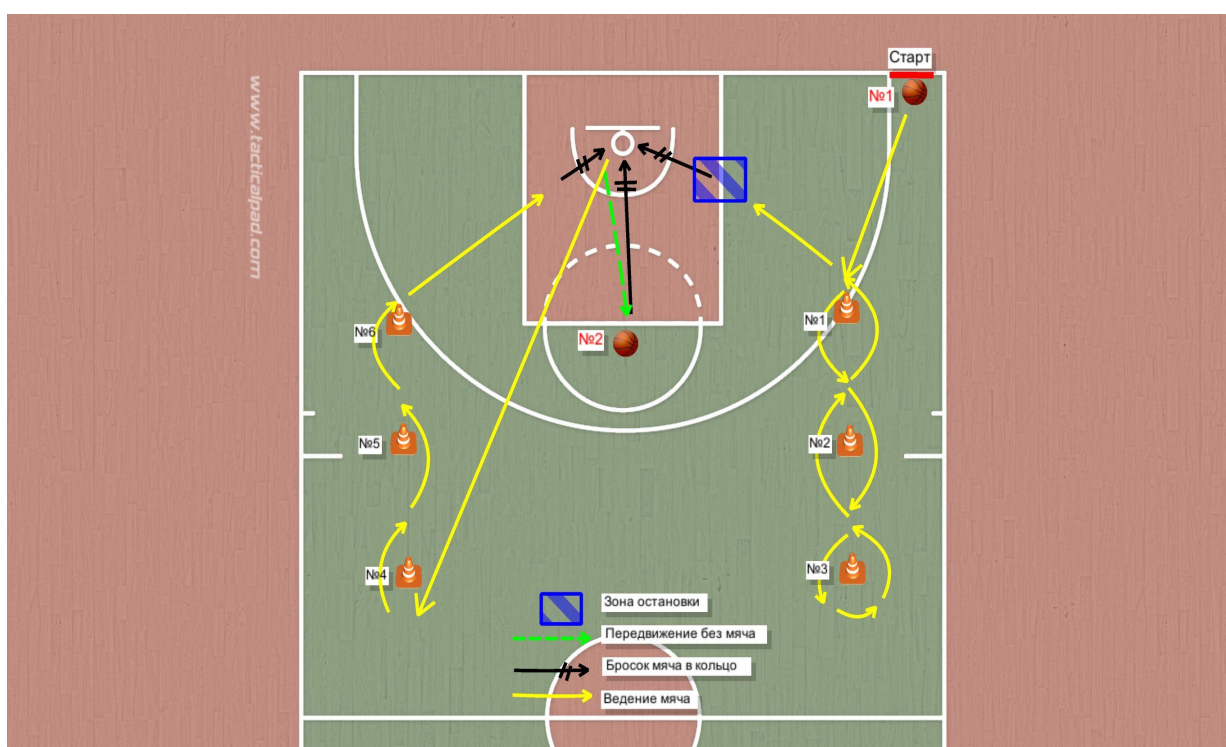 Старт
№1
www.tacticalpad.com
№2
№1
№6
№2
№5
№3
№4
Зона остановки
Передвижение без мяча
Бросок мяча в кольцо
Ведение мяча